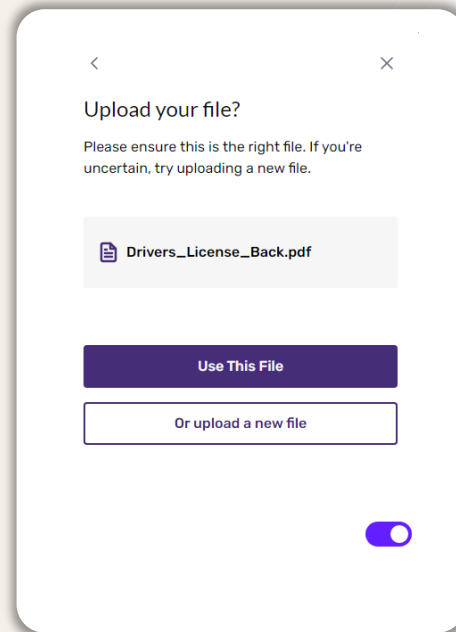 Upload your file?
Please ensure this is the right file. If you're
uncertain, try uploading a new file.
Drivers_License_Back.pdf
Use This File
Or upload a new file